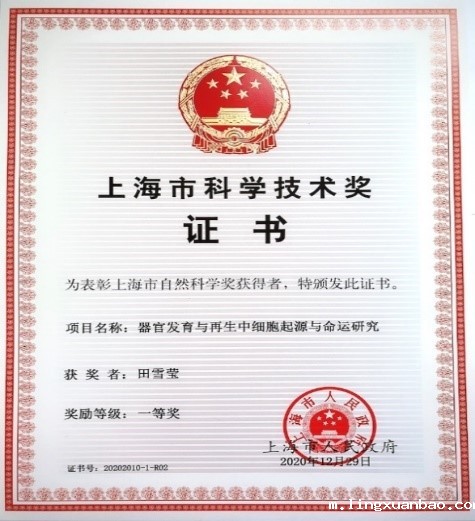 上海市科学技术奖
证书
为表彰上海市自然科学奖获得者，特颁发此证书。
项目名称：器官发育与再生中细胞起源与命运研究
获奖者：田雪莹
奖励等级：一等奖
上海市人民政府
上海市人民政府
2020年12月29日
证书号：20202010-1-R02
m.lingxuanbao.co